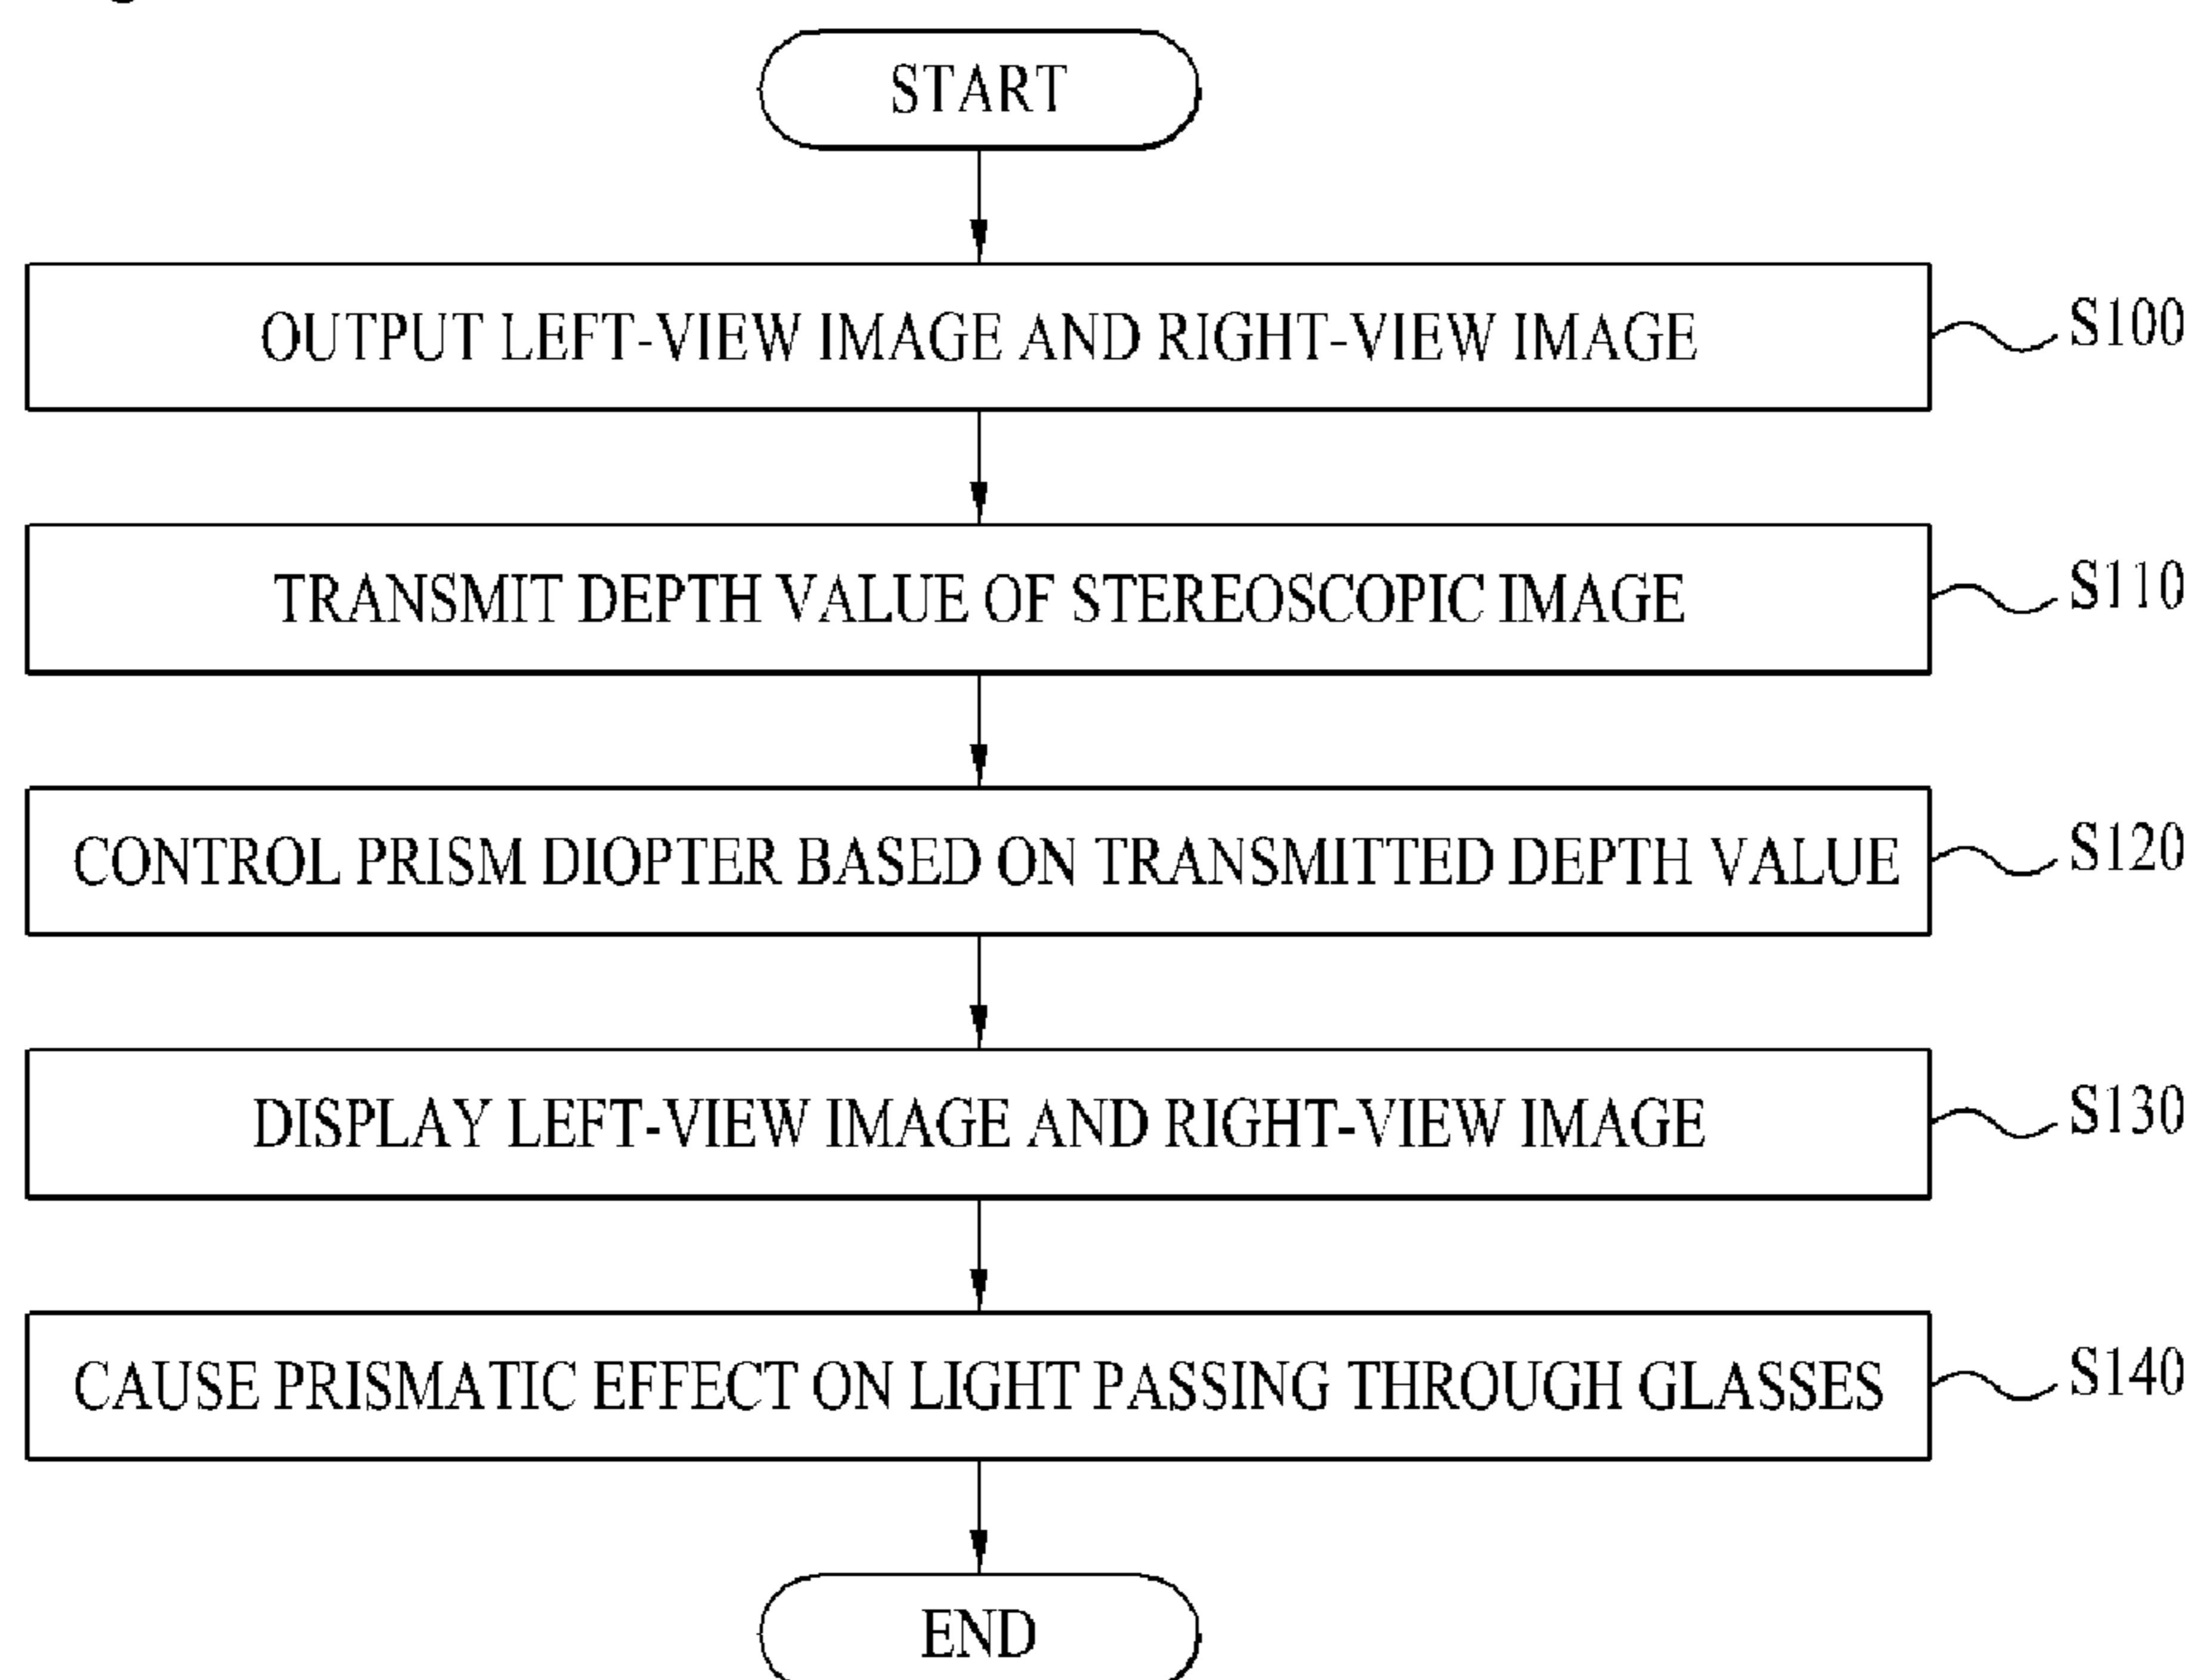 START
OUTPUT LEFT-VIEW IMAGE AND RIGHT-VIEW IMAGE
S100
TRANSMIT DEPTH VALUE OF STEREOSCOPIC IMAGE
S110
CONTROL PRISM DIOPTER BASED ON TRANSMITTED DEPTH VALUE
S120
DISPLAY LEFT-VIEW IMAGE AND RIGHT-VIEW IMAGE
S130
CAUSE PRISMATIC EFFECT ON LIGHT PASSING THROUGH GLASSES
S140
END